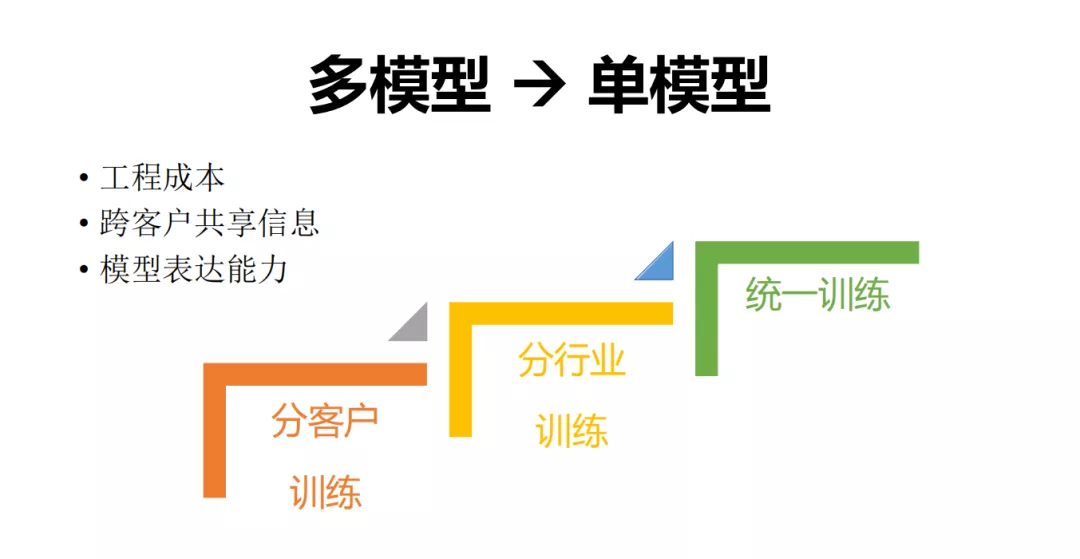 多模型 → 单模型
• 工程成本
• 跨客户共享信息
• 模型表达能力
分客户
训练
分行业
训练
统一训练